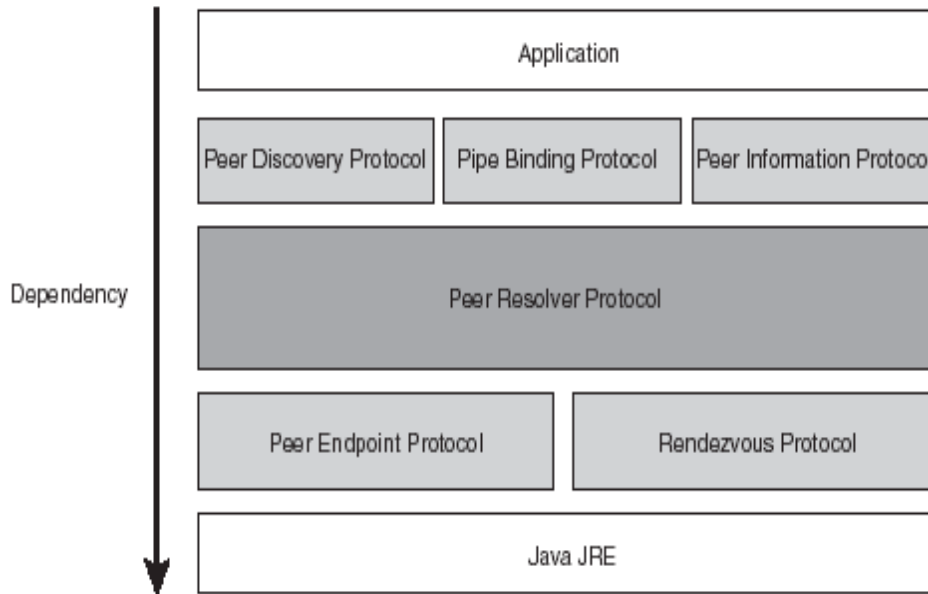 Application
Peer Discovery Protocol
Pipe Binding Protocol
Peer Information Protocol
Dependency
Peer Resolver Protocol
Peer Endpoint Protocol
Rendezvous Protocol
Java JRE